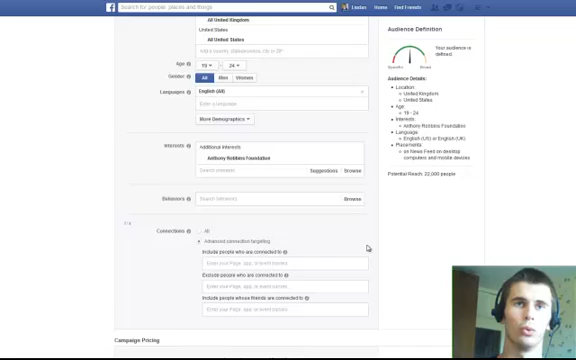 Search for people, places and things
Home
Find Friends
All United Kingdom
United States
All United States
Add a country, state/province, city or ZIP
Age
19
24
Gender
All
Men
Women
Languages
English (All)
Enter a language
More Demographics
Interests
Additional Interests
Anthony Robbins Foundation
Search interests
Suggestions
Browse
Behaviors
Search behaviors
Browse
Connections
All
Advanced connection targeting
Include people who are connected to
Enter your Page, app, or event names
Exclude people who are connected to
Enter your Page, app, or event names
Include people whose friends are connected to
Enter your Page, app, or event names
Campaign Pricing
Audience Definition
Your audience is
defined.
Specific
Broad
Audience Details:
Location:
United Kingdom
United States
Age:
19 - 24
Interests:
Anthony Robbins Foundation
Language:
English (US) or English (UK)
Placements:
on News Feed on desktop
computers and mobile devices
Potential Reach: 22,000 people